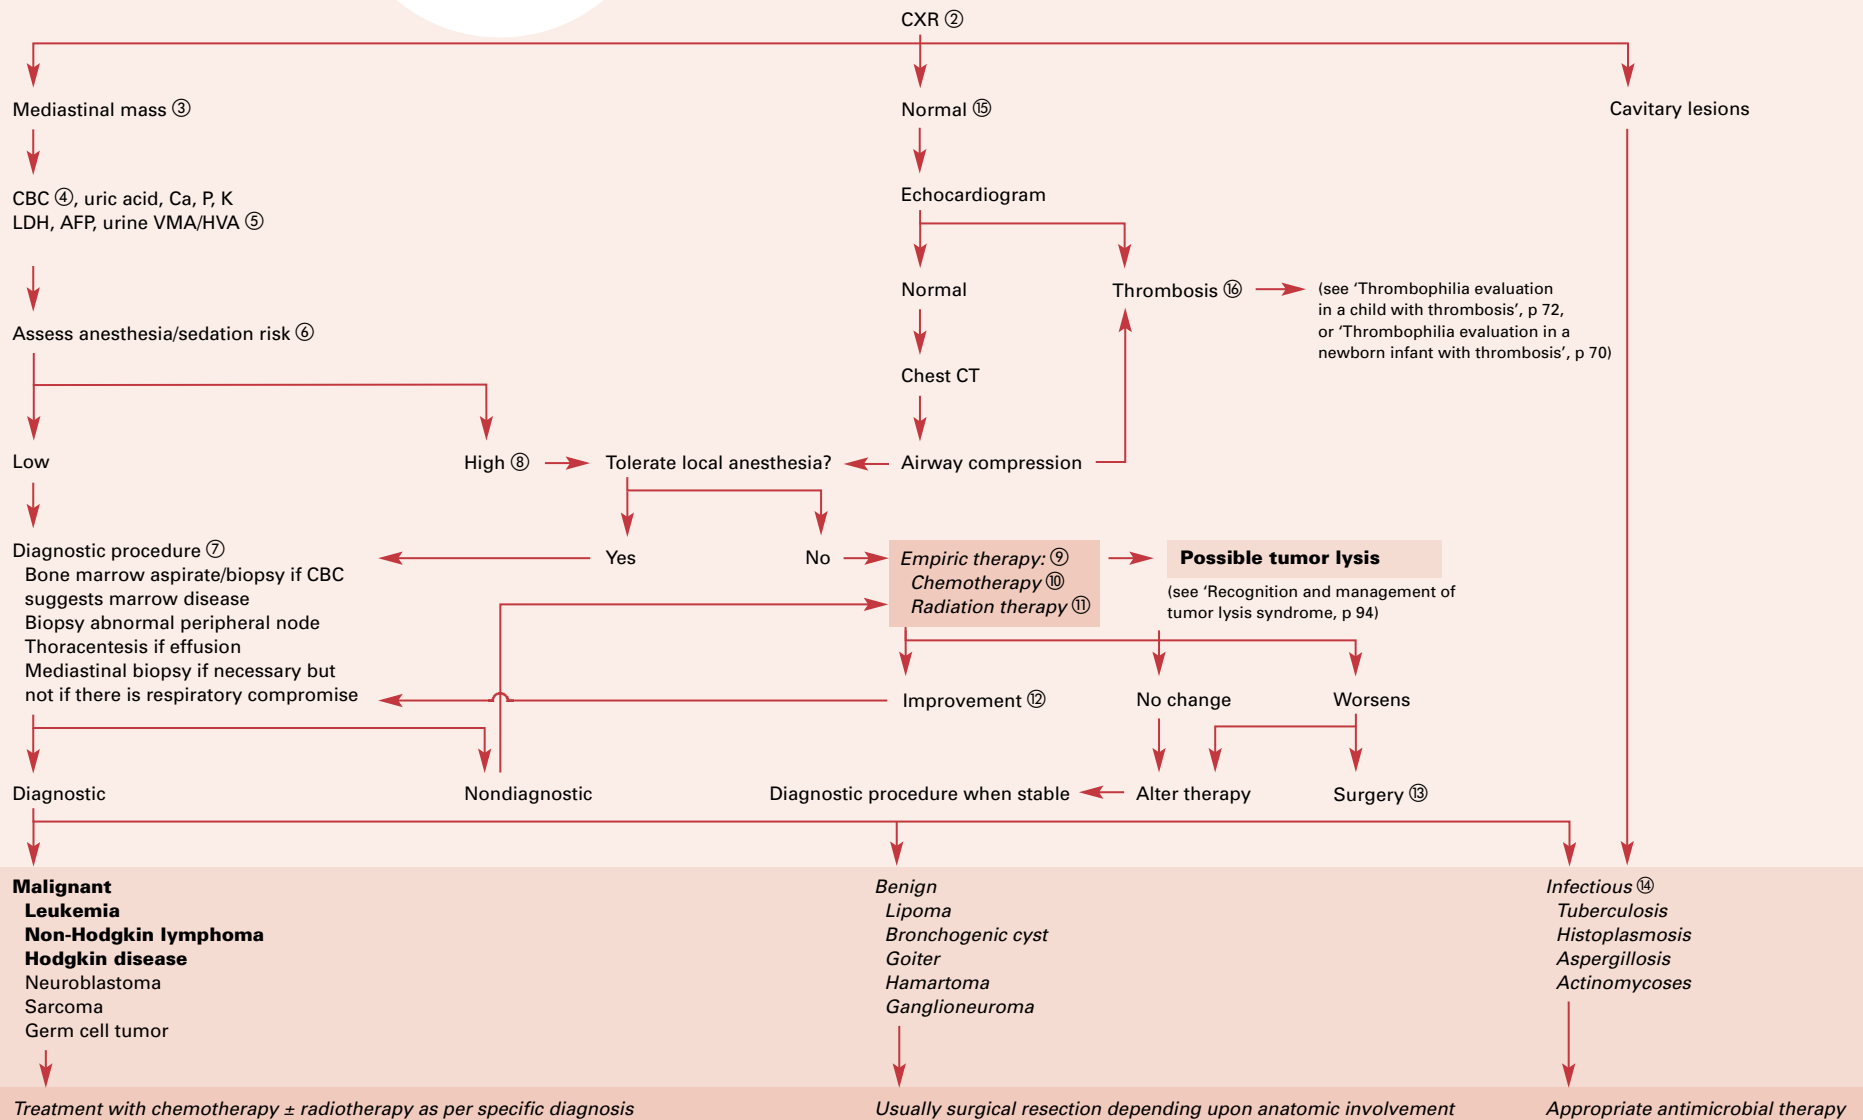 CXR ②
Mediastinal mass ③
Normal ⑮
Cavitary lesions
CBC ④, uric acid, Ca, P, K
LDH, AFP, urine VMA/HVA ⑤
Echocardiogram
Normal
Thrombosis ⑯
(see ‘Thrombophilia evaluation
in a child with thrombosis’, p 72,
or ‘Thrombophilia evaluation in a
newborn infant with thrombosis’, p 70)
Assess anesthesia/sedation risk ⑥
Chest CT
Low
High ⑧
Tolerate local anesthesia?
Airway compression
Diagnostic procedure ⑦
Bone marrow aspirate/biopsy if CBC
suggests marrow disease
Biopsy abnormal peripheral node
Thoracentesis if effusion
Mediastinal biopsy if necessary but
not if there is respiratory compromise
Yes
No
Empiric therapy: ⑨
Chemotherapy ⑩
Radiation therapy ⑪
Possible tumor lysis
(see ‘Recognition and management of
tumor lysis syndrome, p 94)
Improvement ⑫
No change
Worsens
Diagnostic
Nondiagnostic
Diagnostic procedure when stable
Alter therapy
Surgery ⑬
Malignant
Leukemia
Non-Hodgkin lymphoma
Hodgkin disease
Neuroblastoma
Sarcoma
Germ cell tumor
Benign
Lipoma
Bronchogenic cyst
Goiter
Hamartoma
Ganglioneuroma
Infectious ⑭
Tuberculosis
Histoplasmosis
Aspergillosis
Actinomycoses
Treatment with chemotherapy ± radiotherapy as per specific diagnosis
Usually surgical resection depending upon anatomic involvement
Appropriate antimicrobial therapy